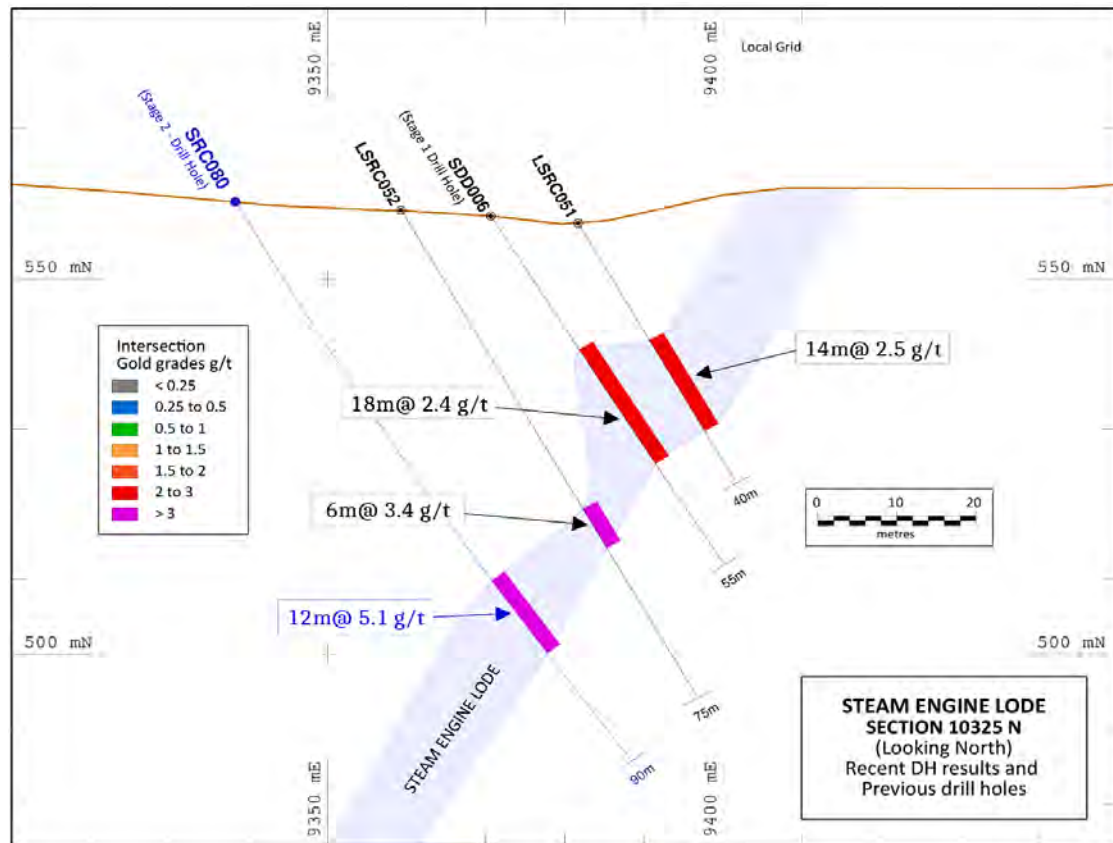 9350 mE
9400 mE
Local Grid
SRC080
(Stage 2 - Drill Hole)
LSRC052
SDD006
(Stage 1 Drill Hole)
LSRC051
550 mN
550 mN
Intersection
Gold grades g/t
< 0.25
0.25 to 0.5
0.5 to 1
1 to 1.5
1.5 to 2
2 to 3
> 3
14m@ 2.5 g/t
18m@ 2.4 g/t
6m@ 3.4 g/t
12m@ 5.1 g/t
40m
55m
75m
90m
0 10 20
metres
500 mN
500 mN
STEAM ENGINE LODE
9350 mE
9400 mE
STEAM ENGINE LODE
SECTION 10325 N
(Looking North)
Recent DH results and
Previous drill holes